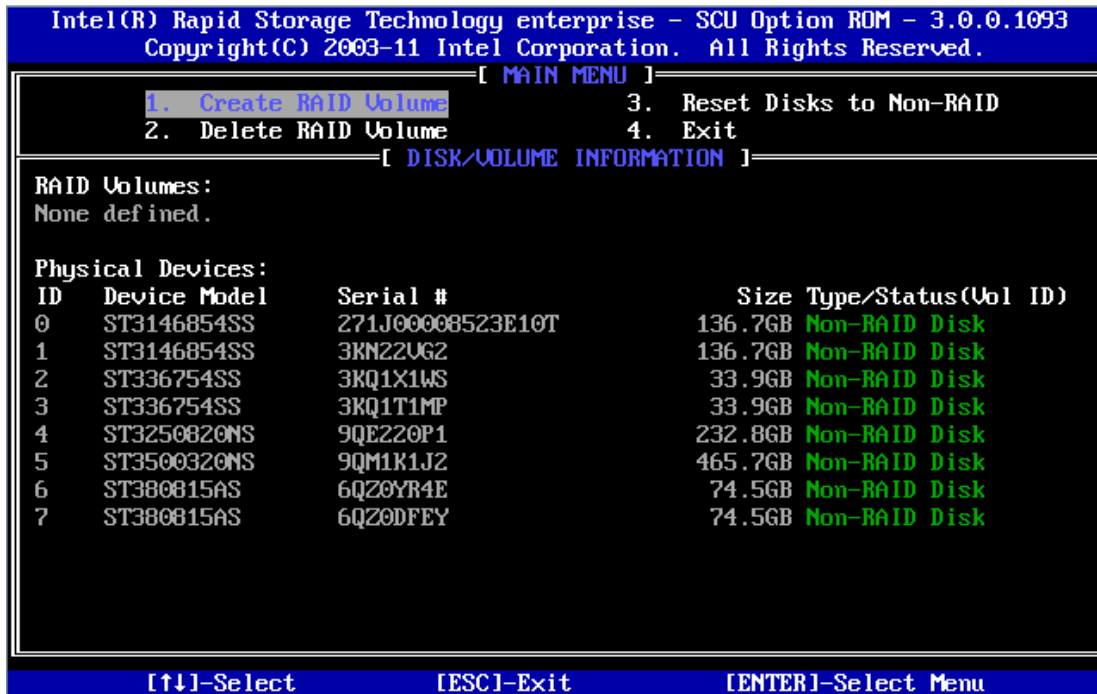 Intel(R) Rapid Storage Technology enterprise - SCU Option ROM - 3.0.0.1093
Copyright(C) 2003-11 Intel Corporation. All Rights Reserved.
[ MAIN MENU ]
1. Create RAID Volume 3. Reset Disks to Non-RAID
2. Delete RAID Volume 4. Exit
[ DISK/VOLUME INFORMATION ]
RAID Volumes:
None defined.
Physical Devices:
ID Device Model Serial # Size Type/Status(Vol ID)
0 ST3146854SS 271J00008523E10T 136.7GB Non-RAID Disk
1 ST3146854SS 3KN22VG2 136.7GB Non-RAID Disk
2 ST336754SS 3KQ1X1WS 33.9GB Non-RAID Disk
3 ST336754SS 3KQ1T1MP 33.9GB Non-RAID Disk
4 ST3250820NS 9QE220P1 232.8GB Non-RAID Disk
5 ST3500320NS 9QM1K1J2 465.7GB Non-RAID Disk
6 ST380815AS 6QZ0YR4E 74.5GB Non-RAID Disk
7 ST380815AS 6QZ0DFEY 74.5GB Non-RAID Disk
[↑↓]-Select [ESC]-Exit [ENTER]-Select Menu